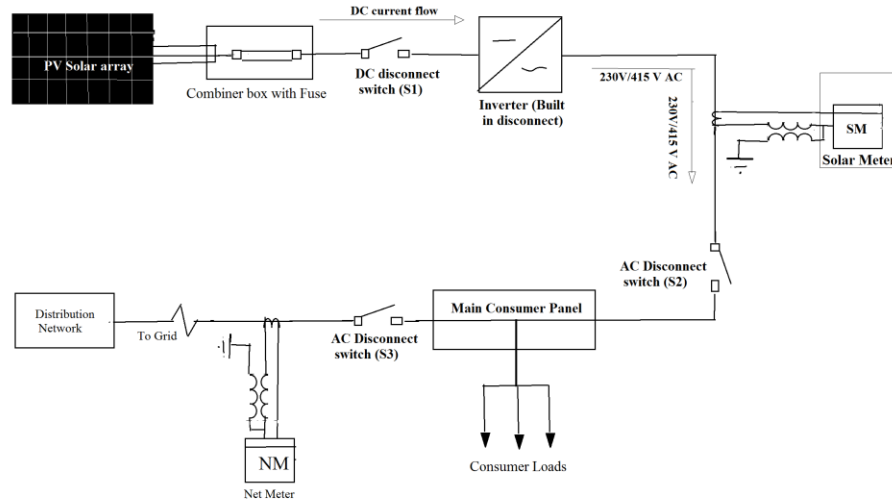 DC current flow
PV Solar array
Combiner box with Fuse
DC disconnect
switch (S1)
Inverter (Built
in disconnect)
230V/415 V AC
230V/415 V AC
SM
Solar Meter
AC Disconnect
switch (S2)
Distribution
Network
To Grid
AC Disconnect
switch (S3)
Main Consumer Panel
NM
Net Meter
Consumer Loads